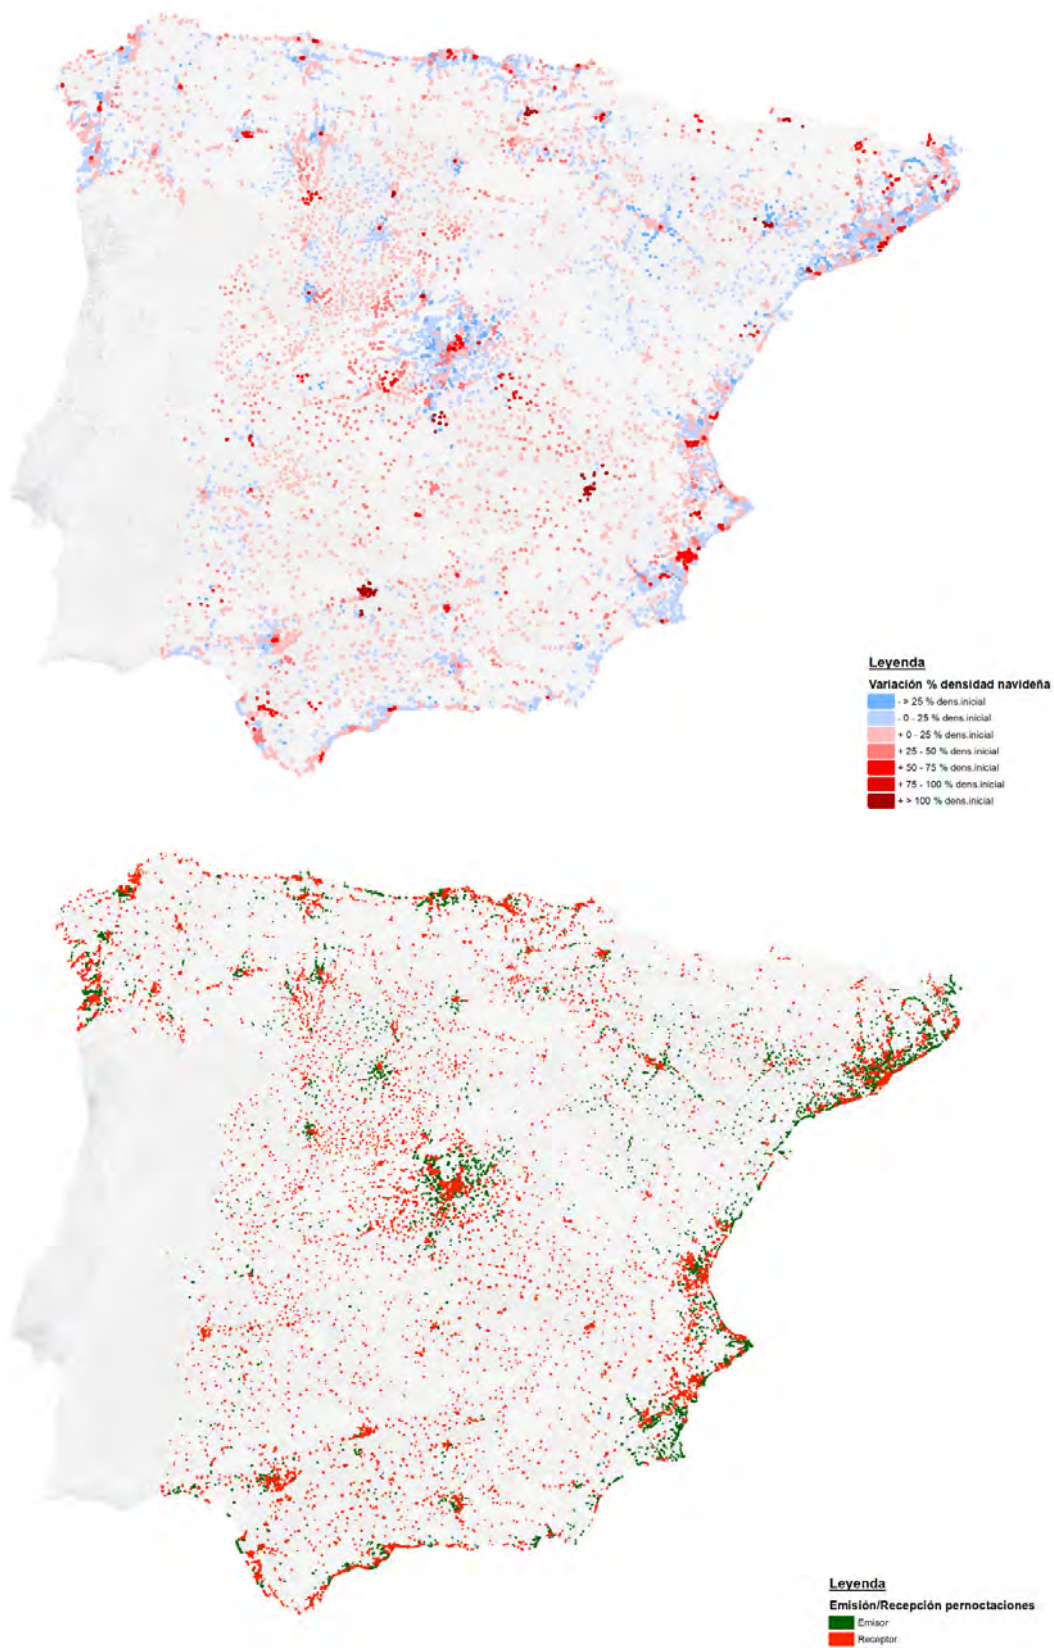 Leyenda
Variación % densidad navideña
- > 25 % dens.inicial
- 0 - 25 % dens.inicial
+ 0 - 25 % dens.inicial
+ 25 - 50 % dens.inicial
+ 50 - 75 % dens.inicial
+ 75 - 100 % dens.inicial
+ > 100 % dens.inicial
Leyenda
Emisión/Recepción pernoctaciones
Emisor
Receptor